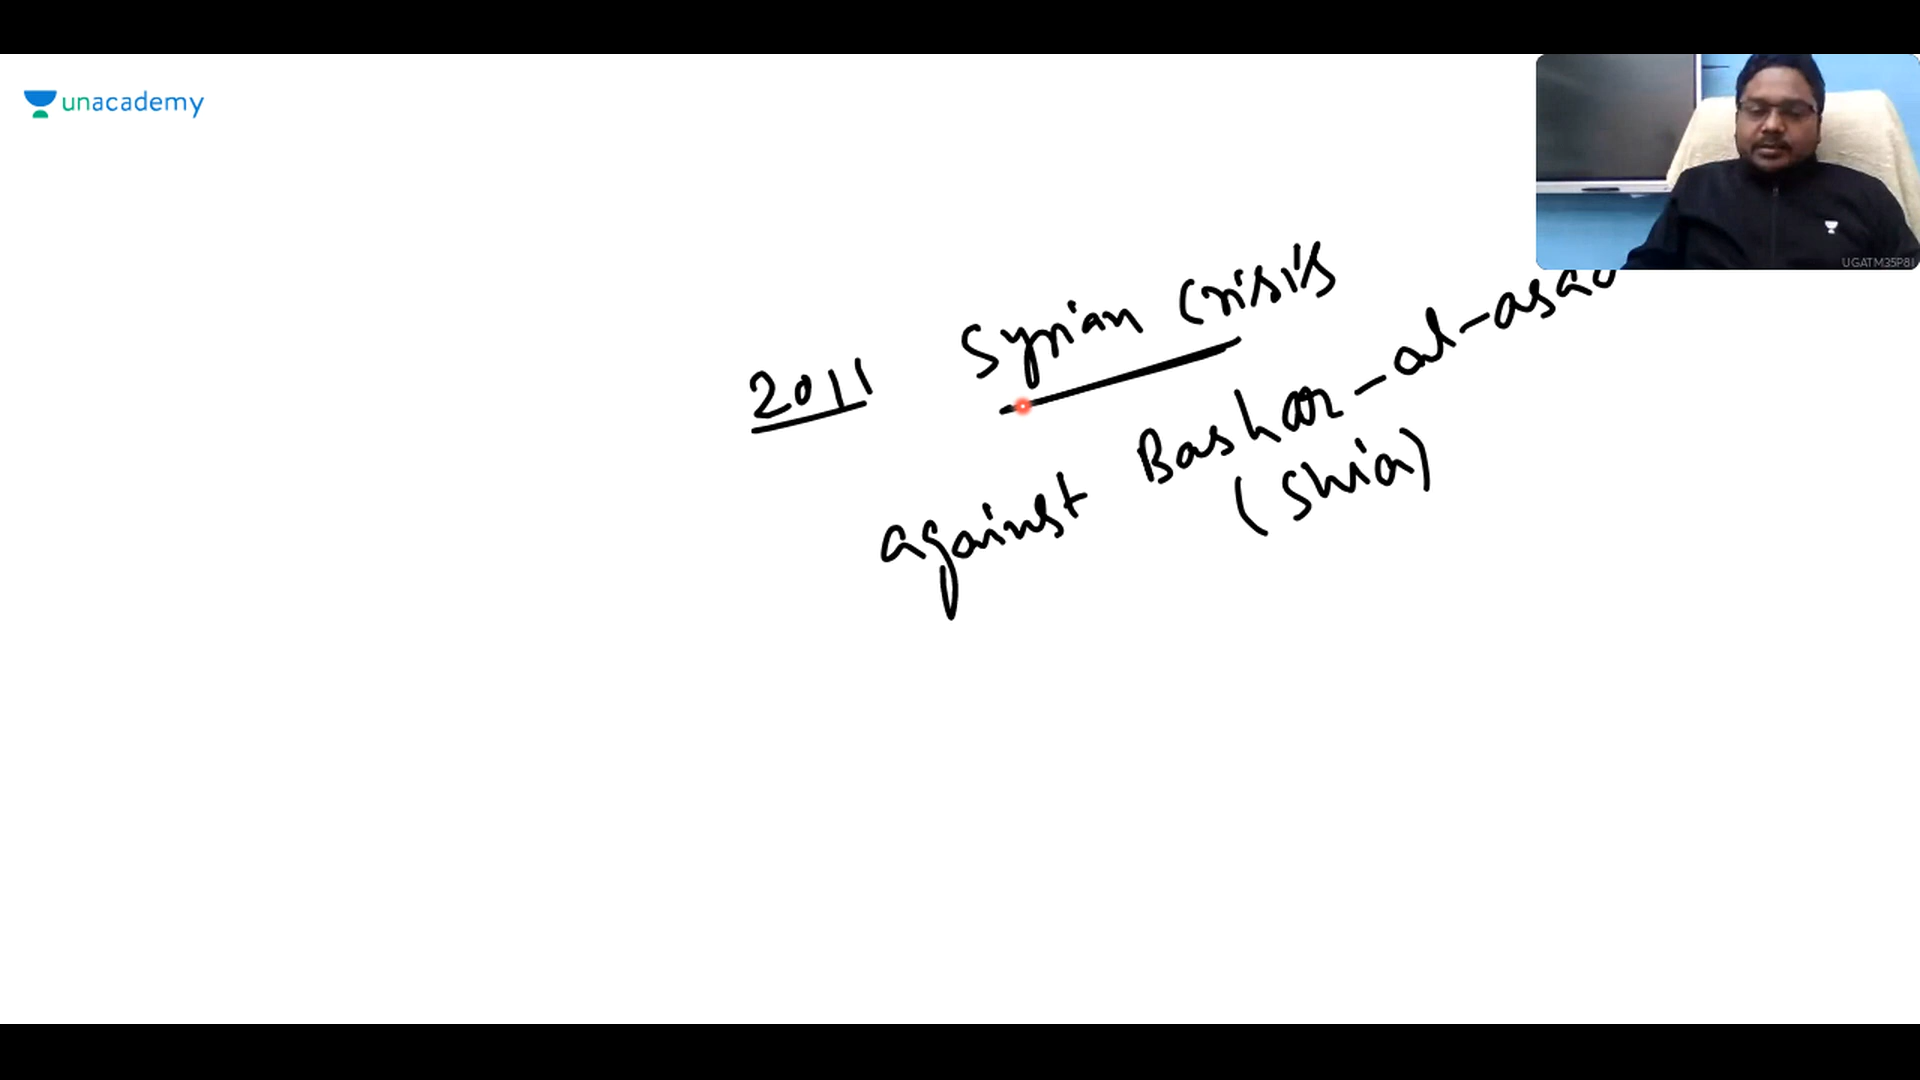 unacademy
UGATM35P8I
2011 Syrian Crisis
against Bashar-al-asad
(Shia)